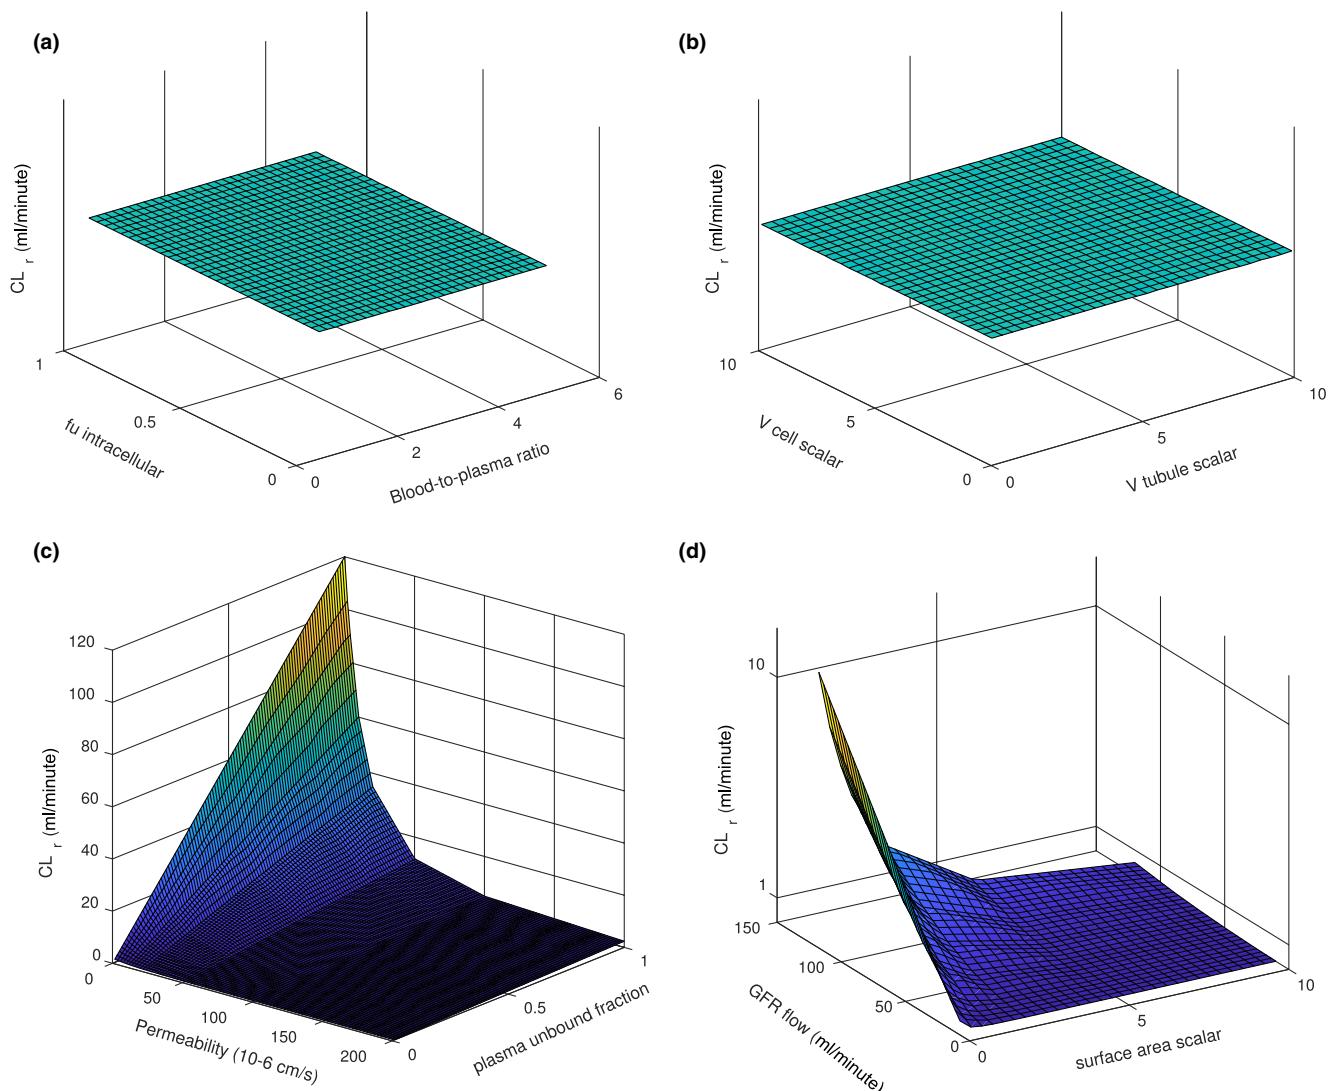 (a)
CL r (ml/minute)
1
0.5
0
fu intracellular
0
2
4
6
Blood-to-plasma ratio
(b)
CL r (ml/minute)
10
5
0
V cell scalar
0
5
10
V tubule scalar
(c)
120
100
80
60
40
20
0
CL r (ml/minute)
0
50
100
150
200
Permeability (10-6 cm/s)
0
0.5
1
plasma unbound fraction
(d)
10
1
CL r (ml/minute)
150
100
50
0
GFR flow (ml/minute)
0
5
10
surface area scalar